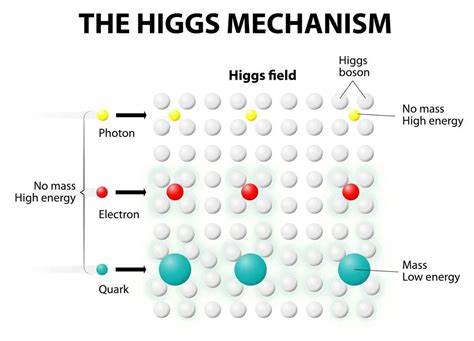 THE HIGGS MECHANISM
Higgs
boson
Higgs field
No mass
High energy
Photon
No mass
High energy
Electron
Mass
Low energy
Quark